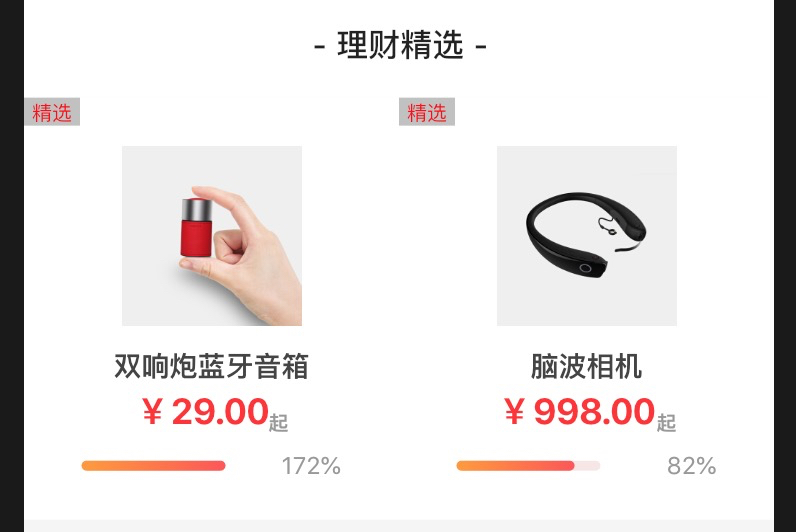 - 理财精选 -
精选
精选
双响炮蓝牙音箱
脑波相机
¥ 29.00起
¥ 998.00起
172%
82%